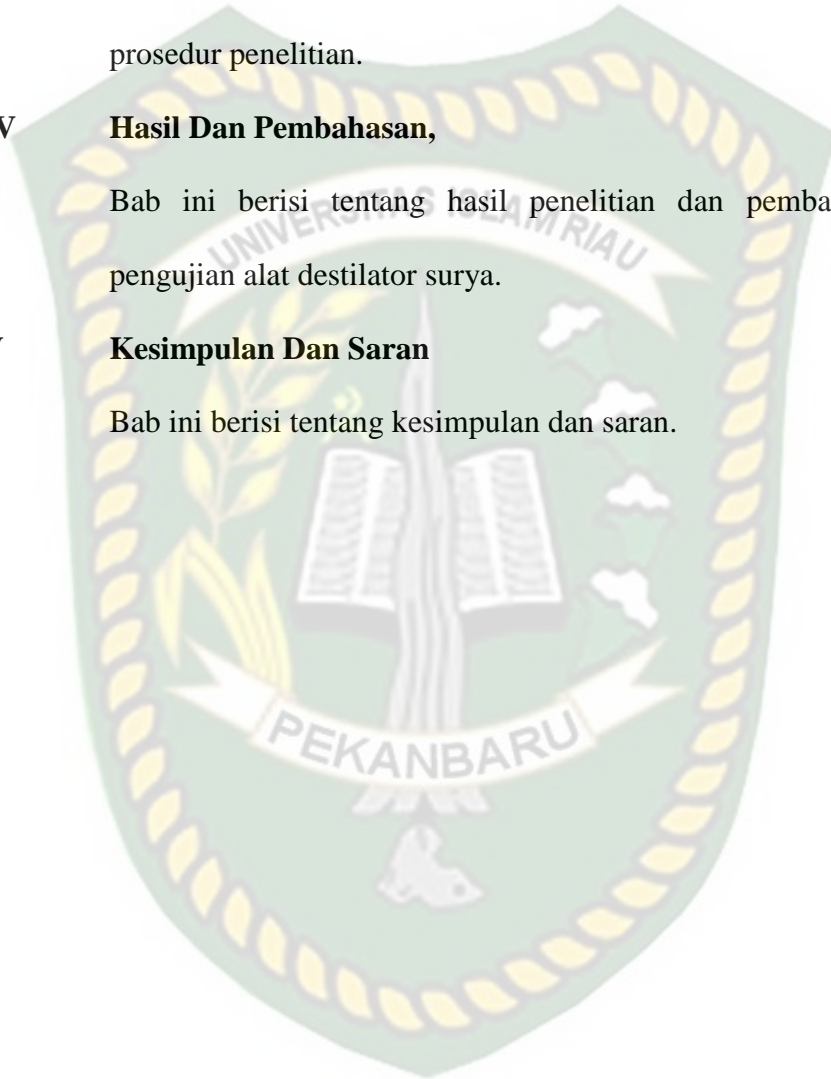 prosedur penelitian.
V Hasil Dan Pembahasan,
Bab ini berisi tentang hasil penelitian dan pemba
pengujian alat destilator surya.
Kesimpulan Dan Saran
Bab ini berisi tentang kesimpulan dan saran.
UNIVERSITAS ISLAM RIAU
PEKANBARU